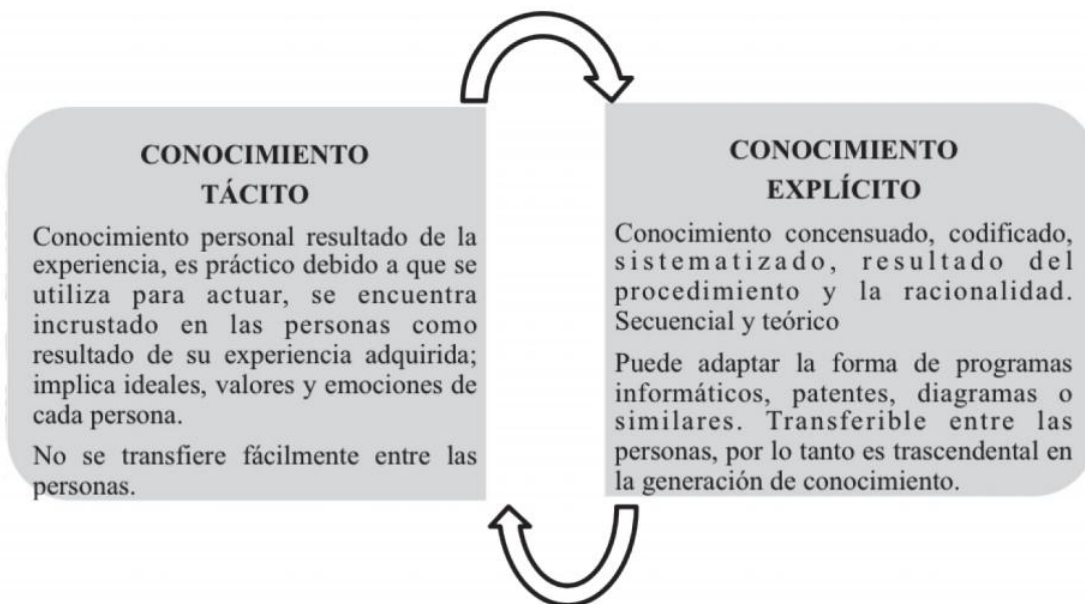 CONOCIMIENTO
TÁCITO
Conocimiento personal resultado de la
experiencia, es práctico debido a que se
utiliza para actuar, se encuentra
incrustado en las personas como
resultado de su experiencia adquirida;
implica ideales, valores y emociones de
cada persona.
No se transfiere fácilmente entre las
personas.
CONOCIMIENTO
EXPLÍCITO
Conocimiento concensuado, codificado,
sistematizado, resultado del
procedimiento y la racionalidad.
Secuencial y teórico
Puede adaptar la forma de programas
informáticos, patentes, diagramas o
similares. Transferible entre las
personas, por lo tanto es trascendental en
la generación de conocimiento.